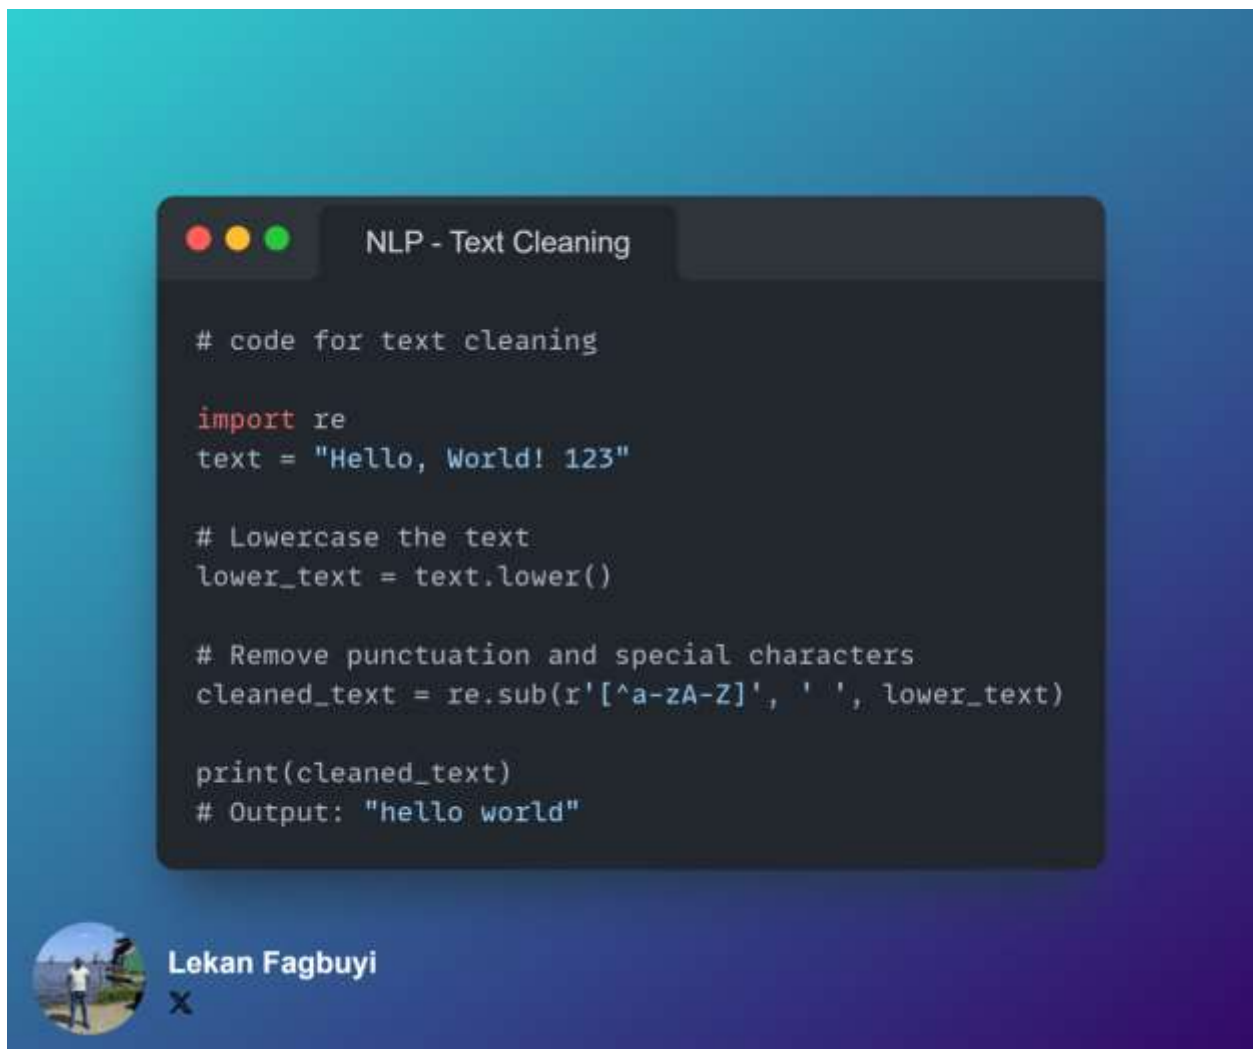 NLP - Text Cleaning
# code for text cleaning
import re
text = "Hello, World! 123"
# Lowercase the text
lower_text = text.lower()
# Remove punctuation and special characters
cleaned_text = re.sub(r'[^a-zA-Z]', ' ', lower_text)
print(cleaned_text)
# Output: "hello world"
Lekan Fagbuyi
X